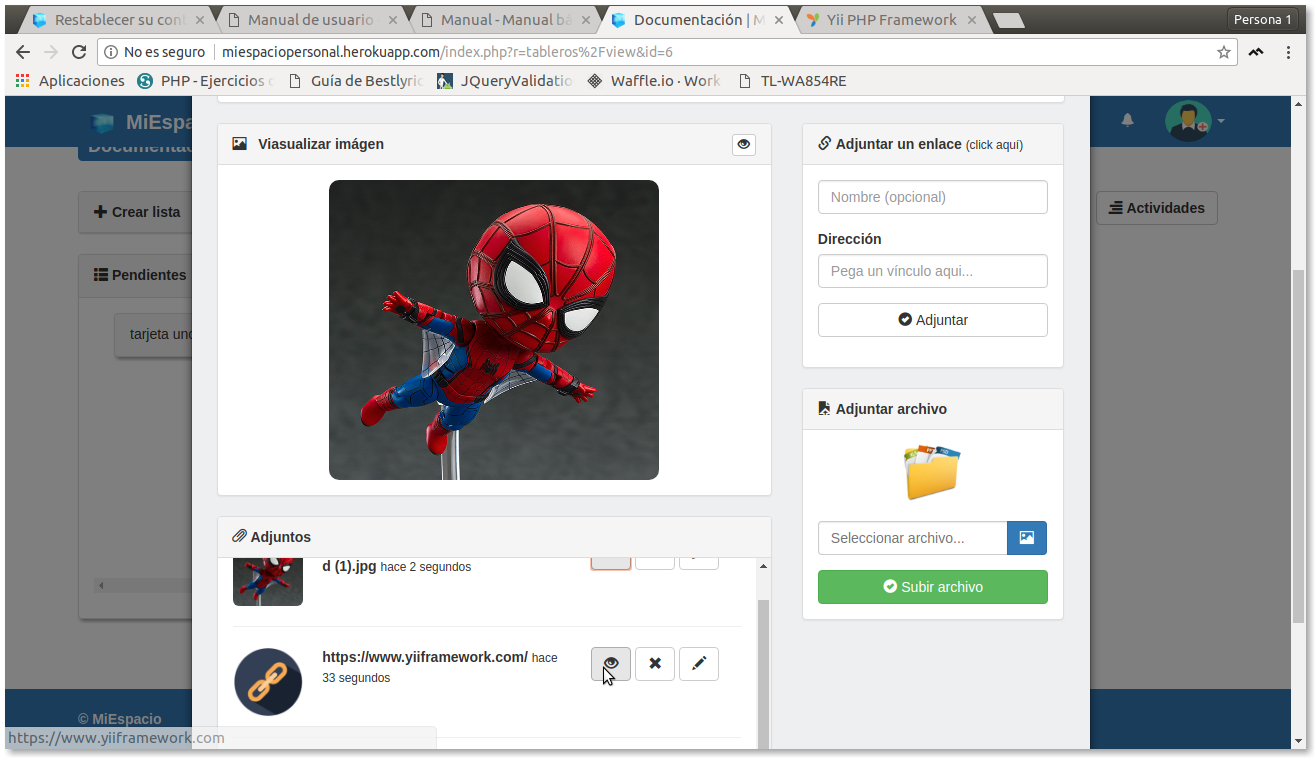 Restablecer su con
Manual de usuario
Manual - Manual bá
Documentación | M
Yii PHP Framework
Persona 1
No es seguro
miespaciopersonal.herokuapp.com/index.php?r=tableros%2Fview&id=6
Aplicaciones
PHP - Ejercicios
Guía de Bestlyric
JQueryValidatio
Waffle.io · Work
TL-WA854RE
MiEspa
Documentac
Crear lista
Actividades
Pendientes
tarjeta uno
Viasualizar imágen
Adjuntar un enlace (click aquí)
Nombre (opcional)
Dirección
Pega un vínculo aqui...
Adjuntar
Adjuntar archivo
Seleccionar archivo...
Subir archivo
Adjuntos
d (1).jpg hace 2 segundos
https://www.yiiframework.com/ hace
33 segundos
© MiEspacio
https://www.yiiframework.com